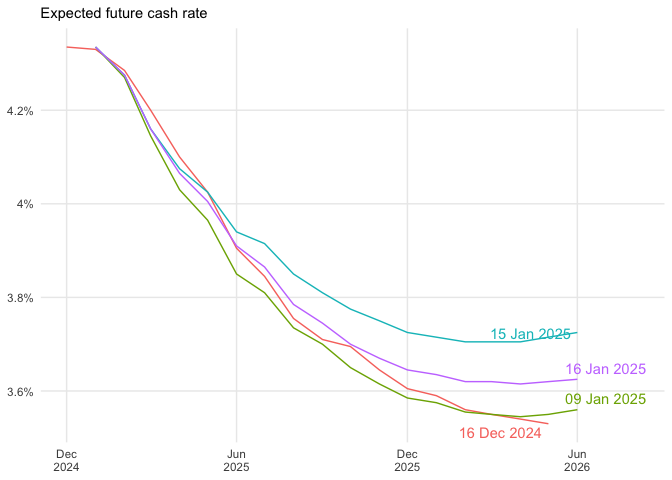 Expected future cash rate
4.2%
4%
3.8%
3.6%
15 Jan 2025
16 Jan 2025
09 Jan 2025
16 Dec 2024
Dec
2024
Jun
2025
Dec
2025
Jun
2026